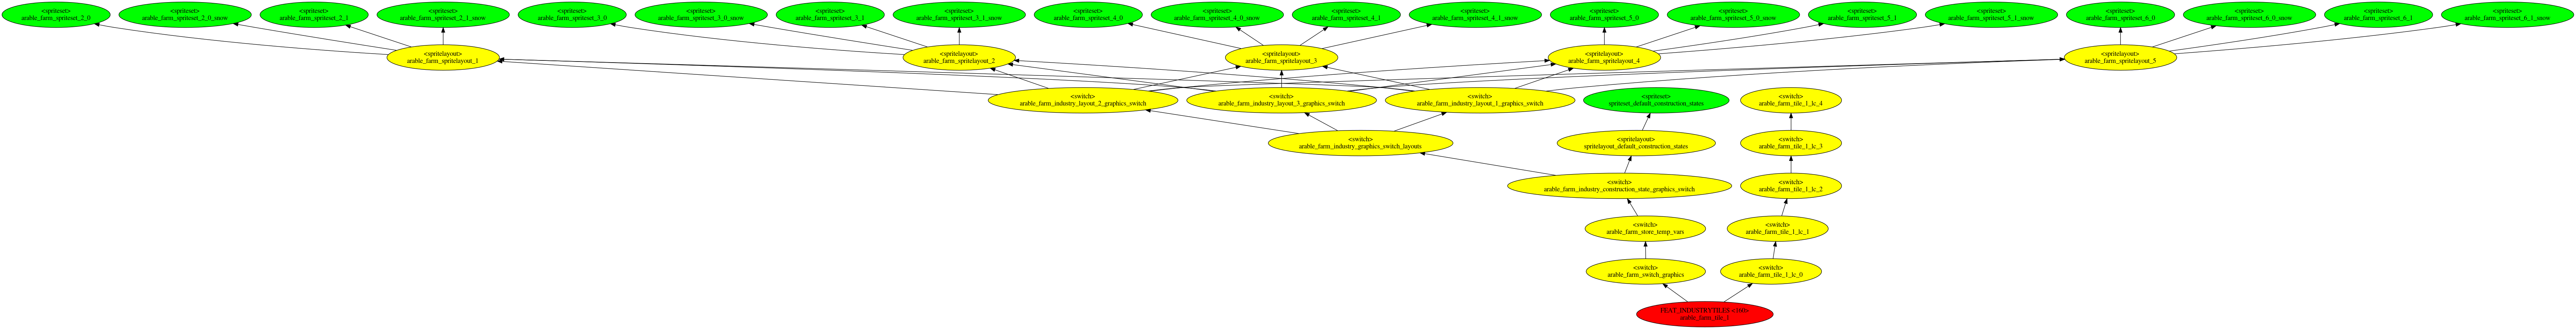 <spriteset>
arable_farm_spriteset_2_0
<spriteset>
arable_farm_spriteset_2_0_snow
<spriteset>
arable_farm_spriteset_2_1
<spriteset>
arable_farm_spriteset_2_1_snow
<spriteset>
arable_farm_spriteset_3_0
<spriteset>
arable_farm_spriteset_3_0_snow
<spriteset>
arable_farm_spriteset_3_1
<spriteset>
arable_farm_spriteset_3_1_snow
<spriteset>
arable_farm_spriteset_4_0
<spriteset>
arable_farm_spriteset_4_0_snow
<spriteset>
arable_farm_spriteset_4_1
<spriteset>
arable_farm_spriteset_4_1_snow
<spriteset>
arable_farm_spriteset_5_0
<spriteset>
arable_farm_spriteset_5_0_snow
<spriteset>
arable_farm_spriteset_5_1
<spriteset>
arable_farm_spriteset_5_1_snow
<spriteset>
arable_farm_spriteset_6_0
<spriteset>
arable_farm_spriteset_6_0_snow
<spriteset>
arable_farm_spriteset_6_1
<spriteset>
arable_farm_spriteset_6_1_snow
<spritelayout>
arable_farm_spritelayout_1
<spritelayout>
arable_farm_spritelayout_2
<spritelayout>
arable_farm_spritelayout_3
<spritelayout>
arable_farm_spritelayout_4
<spritelayout>
arable_farm_spritelayout_5
<switch>
arable_farm_industry_layout_2_graphics_switch
<switch>
arable_farm_industry_layout_3_graphics_switch
<switch>
arable_farm_industry_layout_1_graphics_switch
<spriteset>
spriteset_default_construction_states
<switch>
arable_farm_tile_1_lc_4
<switch>
arable_farm_industry_graphics_switch_layouts
<spritelayout>
spritelayout_default_construction_states
<switch>
arable_farm_tile_1_lc_3
<switch>
arable_farm_industry_construction_state_graphics_switch
<switch>
arable_farm_tile_1_lc_2
<switch>
arable_farm_store_temp_vars
<switch>
arable_farm_tile_1_lc_1
<switch>
arable_farm_switch_graphics
<switch>
arable_farm_tile_1_lc_0
FEAT_INDUSTRYTILES <160>
arable_farm_tile_1